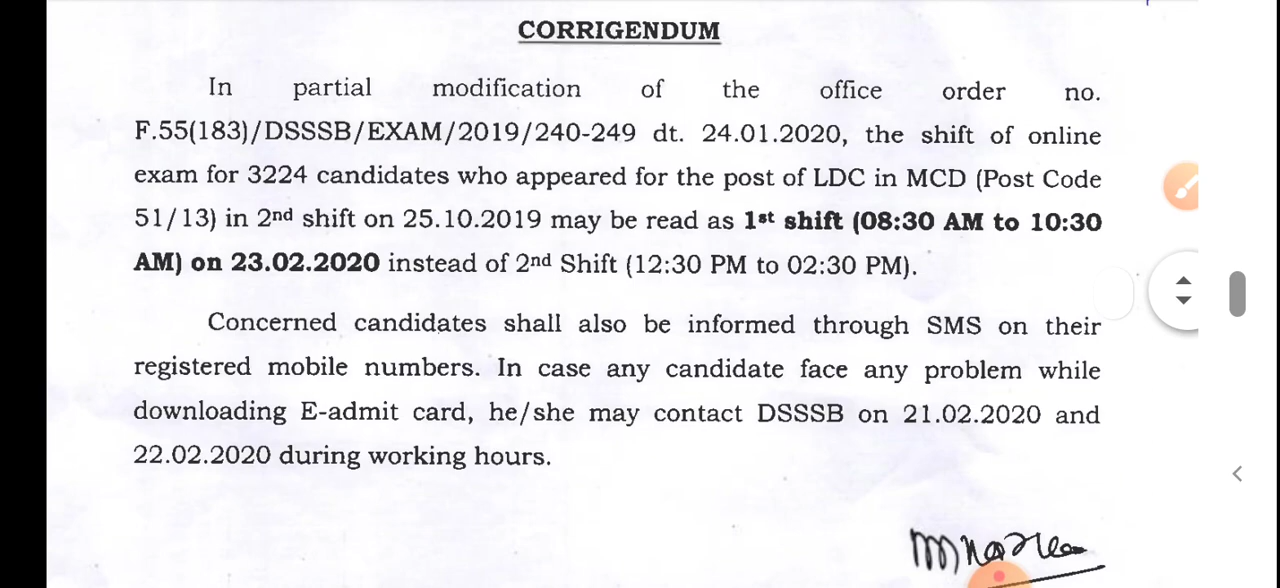 CORRIGENDUM
In partial modification of the office order no.
F.55(183)/DSSSB/EXAM/2019/240-249 dt. 24.01.2020, the shift of online
exam for 3224 candidates who appeared for the post of LDC in MCD (Post Code
51/13) in 2nd shift on 25.10.2019 may be read as 1st shift (08:30 AM to 10:30
AM) on 23.02.2020 instead of 2nd Shift (12:30 PM to 02:30 PM).
Concerned candidates shall also be informed through SMS on their
registered mobile numbers. In case any candidate face any problem while
downloading E-admit card, he/she may contact DSSSB on 21.02.2020 and
22.02.2020 during working hours.